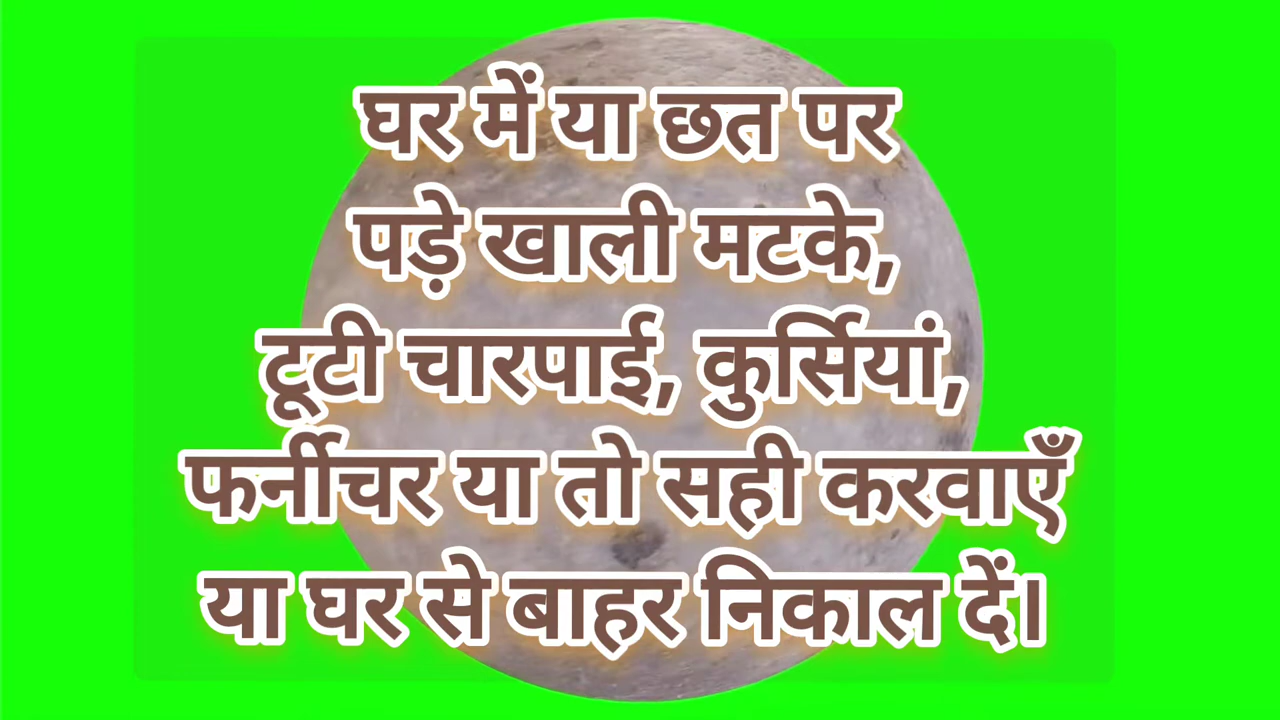 घर में या छत पर
पड़े खाली मटके,
टूटी चारपाई, कुर्सियां,
फर्नीचर या तो सही करवाएँ
या घर से बाहर निकाल दें।